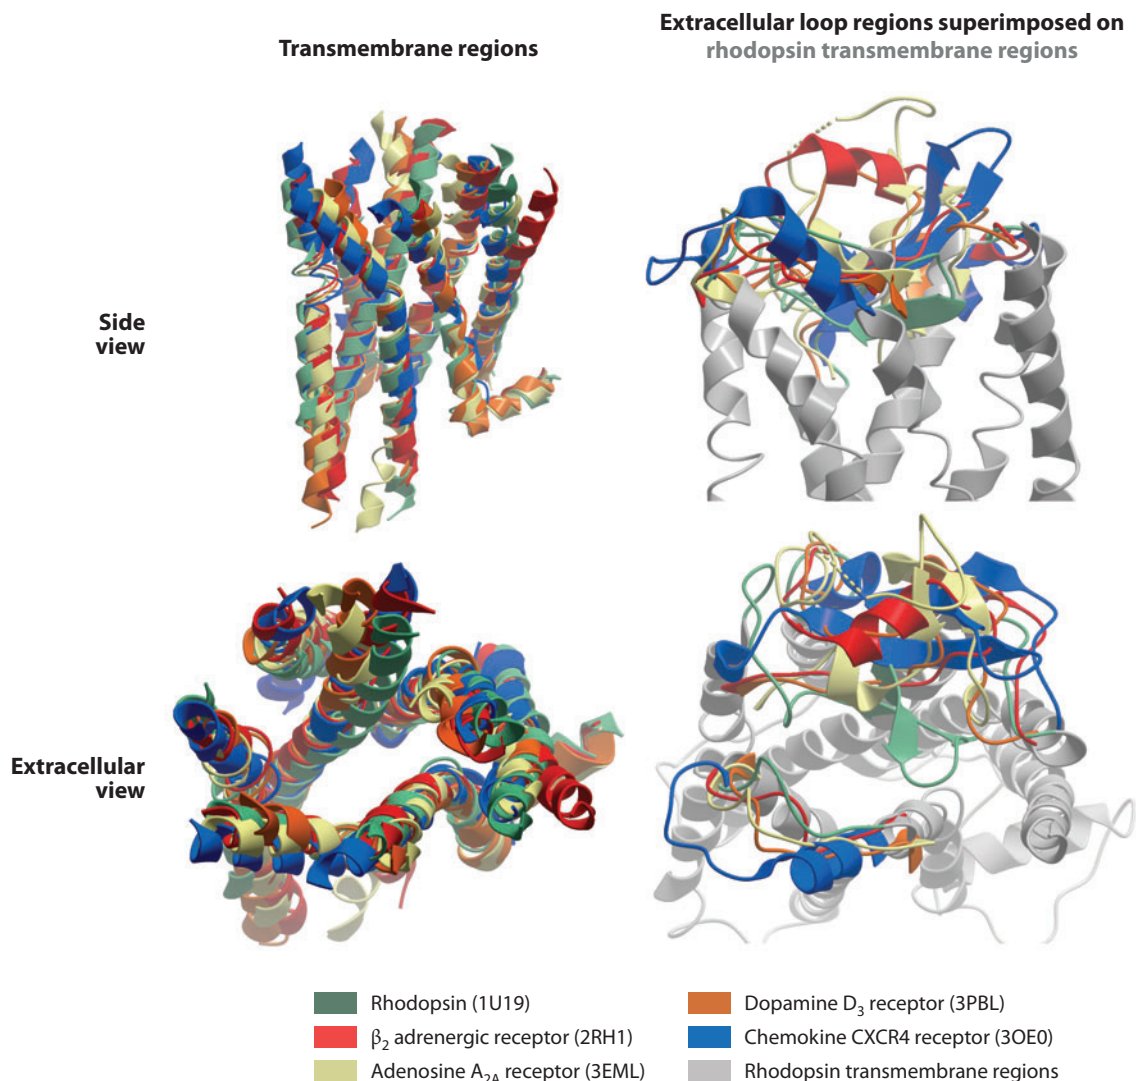 Transmembrane regions
Extracellular loop regions superimposed on
rhodopsin transmembrane regions
Side
view
Extracellular
view
Rhodopsin (1U19)
β₂ adrenergic receptor (2RH1)
Adenosine A₂A receptor (3EML)
Dopamine D₃ receptor (3PBL)
Chemokine CXCR4 receptor (3OE0)
Rhodopsin transmembrane regions